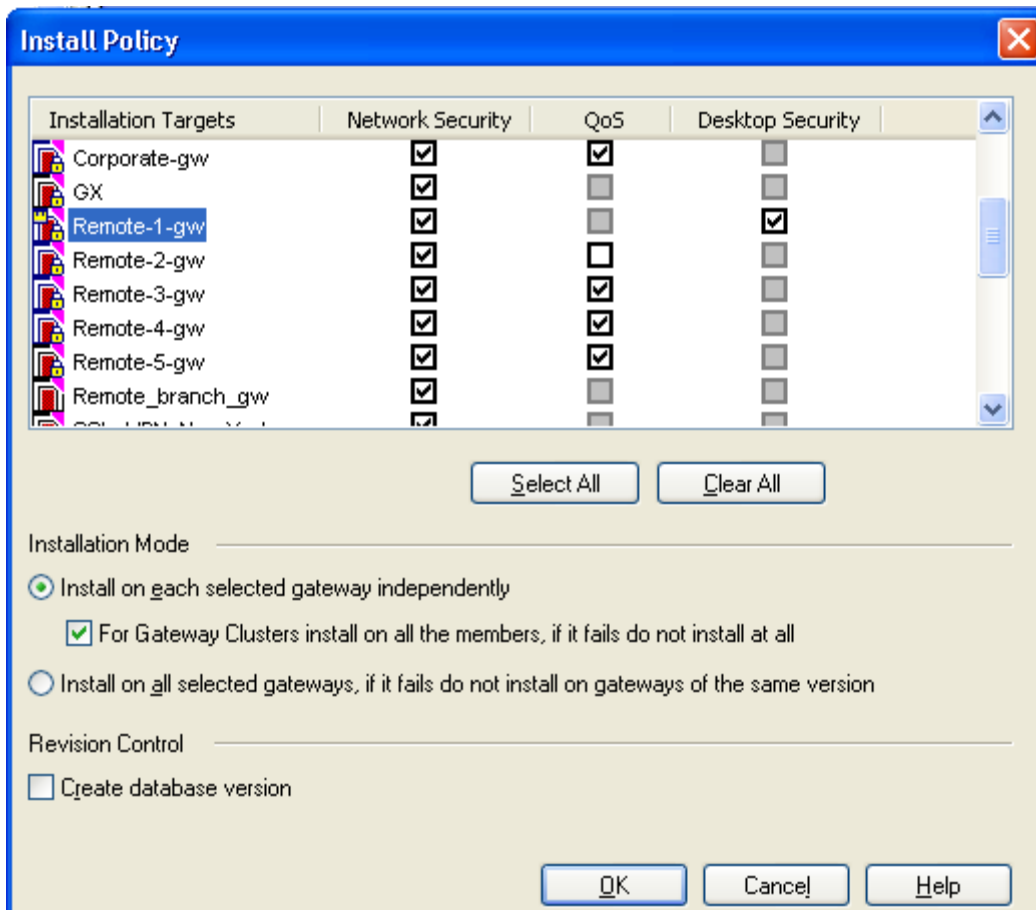 Install Policy
Installation Targets Network Security QoS Desktop Security
Corporate-gw
GX
Remote-1-gw
Remote-2-gw
Remote-3-gw
Remote-4-gw
Remote-5-gw
Remote_branch_gw
Select All Clear All
Installation Mode
Install on each selected gateway independently
For Gateway Clusters install on all the members, if it fails do not install at all
Install on all selected gateways, if it fails do not install on gateways of the same version
Revision Control
Create database version
OK Cancel Help